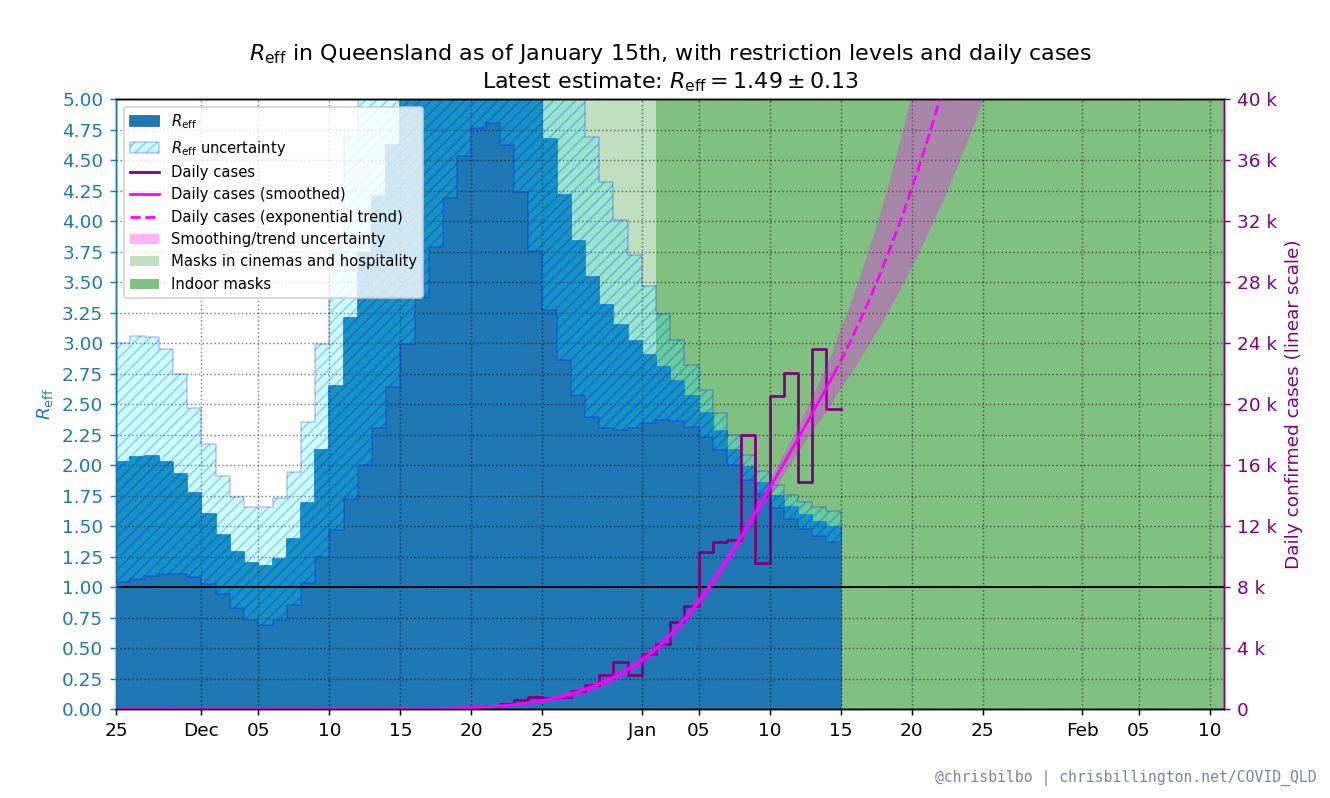 R_eff in Queensland as of January 15th, with restriction levels and daily cases
Latest estimate: R_eff = 1.49 ± 0.13
R_eff
R_eff uncertainty
Daily cases
Daily cases (smoothed)
Daily cases (exponential trend)
Smoothing/trend uncertainty
Masks in cinemas and hospitality
Indoor masks
R_eff
5.00
4.75
4.50
4.25
4.00
3.75
3.50
3.25
3.00
2.75
2.50
2.25
2.00
1.75
1.50
1.25
1.00
0.75
0.50
0.25
0.00
40 k
36 k
32 k
28 k
24 k
20 k
16 k
12 k
8 k
4 k
0
Daily confirmed cases (linear scale)
25 Dec 05 10 15 20 25 Jan 05 10 15 20 25 Feb 05 10
@chrisbilbo | chrisbillington.net/COVID_QLD